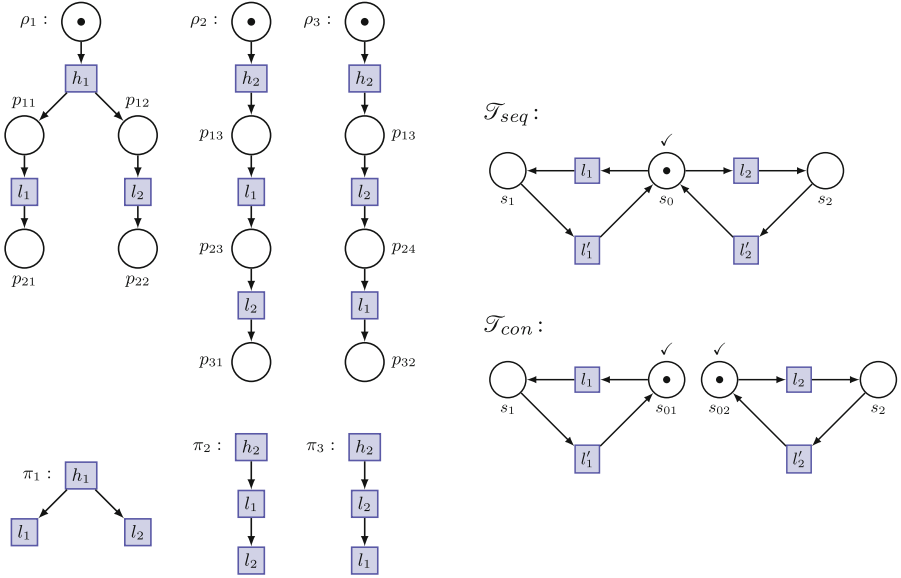 ρ₁ : ρ₂ : ρ₃ :
h₁ h₂ h₂
𝒯seq :
p₁₁ p₁₂ p₁₃ p₁₃
✓
l₁ l₂
l₁ l₂ l₁ l₂
s₁ s₀ s₂
l′₁ l′₂
p₂₃ p₂₄
p₂₁ p₂₂
l₂ l₁
𝒯con :
✓ ✓
p₃₁ p₃₂
l₁ l₂
s₁ s₀₁ s₀₂ s₂
l′₁ l′₂
π₂ : h₂ π₃ : h₂
π₁ : h₁
l₁ l₂
l₁ l₂
l₂ l₁